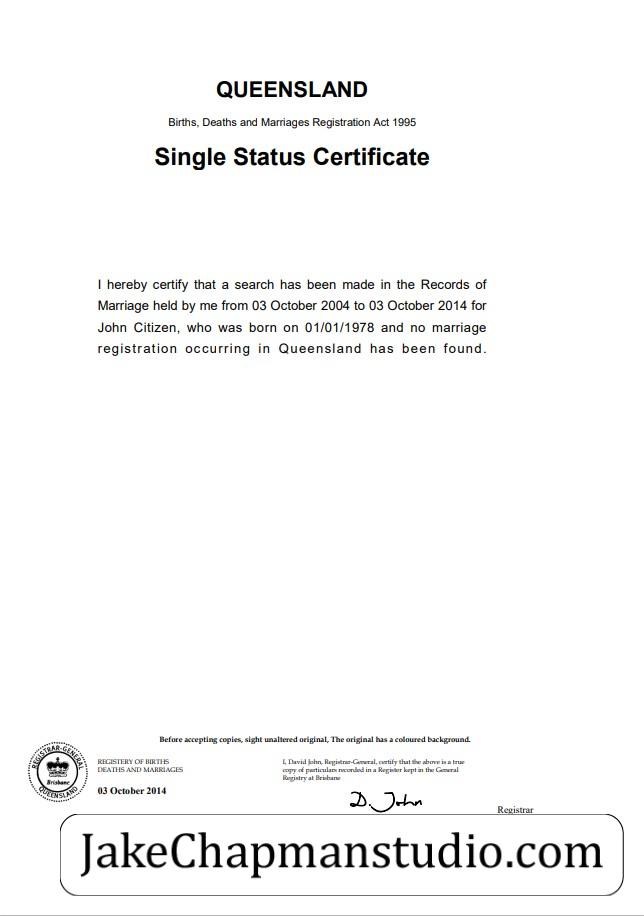 QUEENSLAND
Births, Deaths and Marriages Registration Act 1995
Single Status Certificate
I hereby certify that a search has been made in the Records of
Marriage held by me from 03 October 2004 to 03 October 2014 for
John Citizen, who was born on 01/01/1978 and no marriage
registration occurring in Queensland has been found.
Before accepting copies, sight unaltered original, The original has a coloured background.
REGISTRAR-GENERAL
Brisbane
QUEENSLAND
REGISTERY OF BIRTHS
DEATHS AND MARRIAGES
03 October 2014
I, David John, Registrar-General, certify that the above is a true
copy of particulars recorded in a Register kept in the General
Registry at Brisbane
D. John
Registrar
JakeChapmanstudio.com